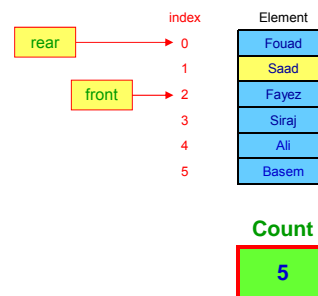 index Element
rear 0 Fouad
1 Saad
front 2 Fayez
3 Siraj
4 Ali
5 Basem
Count
5